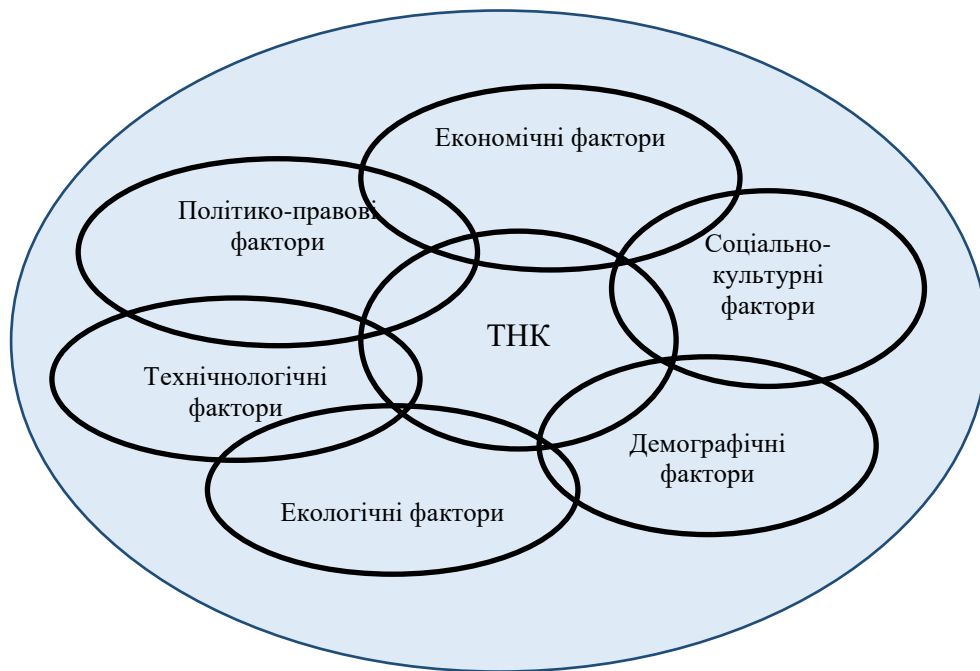 Економічні фактори
Політико-правові
фактори
Соціально-
культурні
фактори
ТНК
Технічнологічні
фактори
Демографічні
фактори
Екологічні фактори